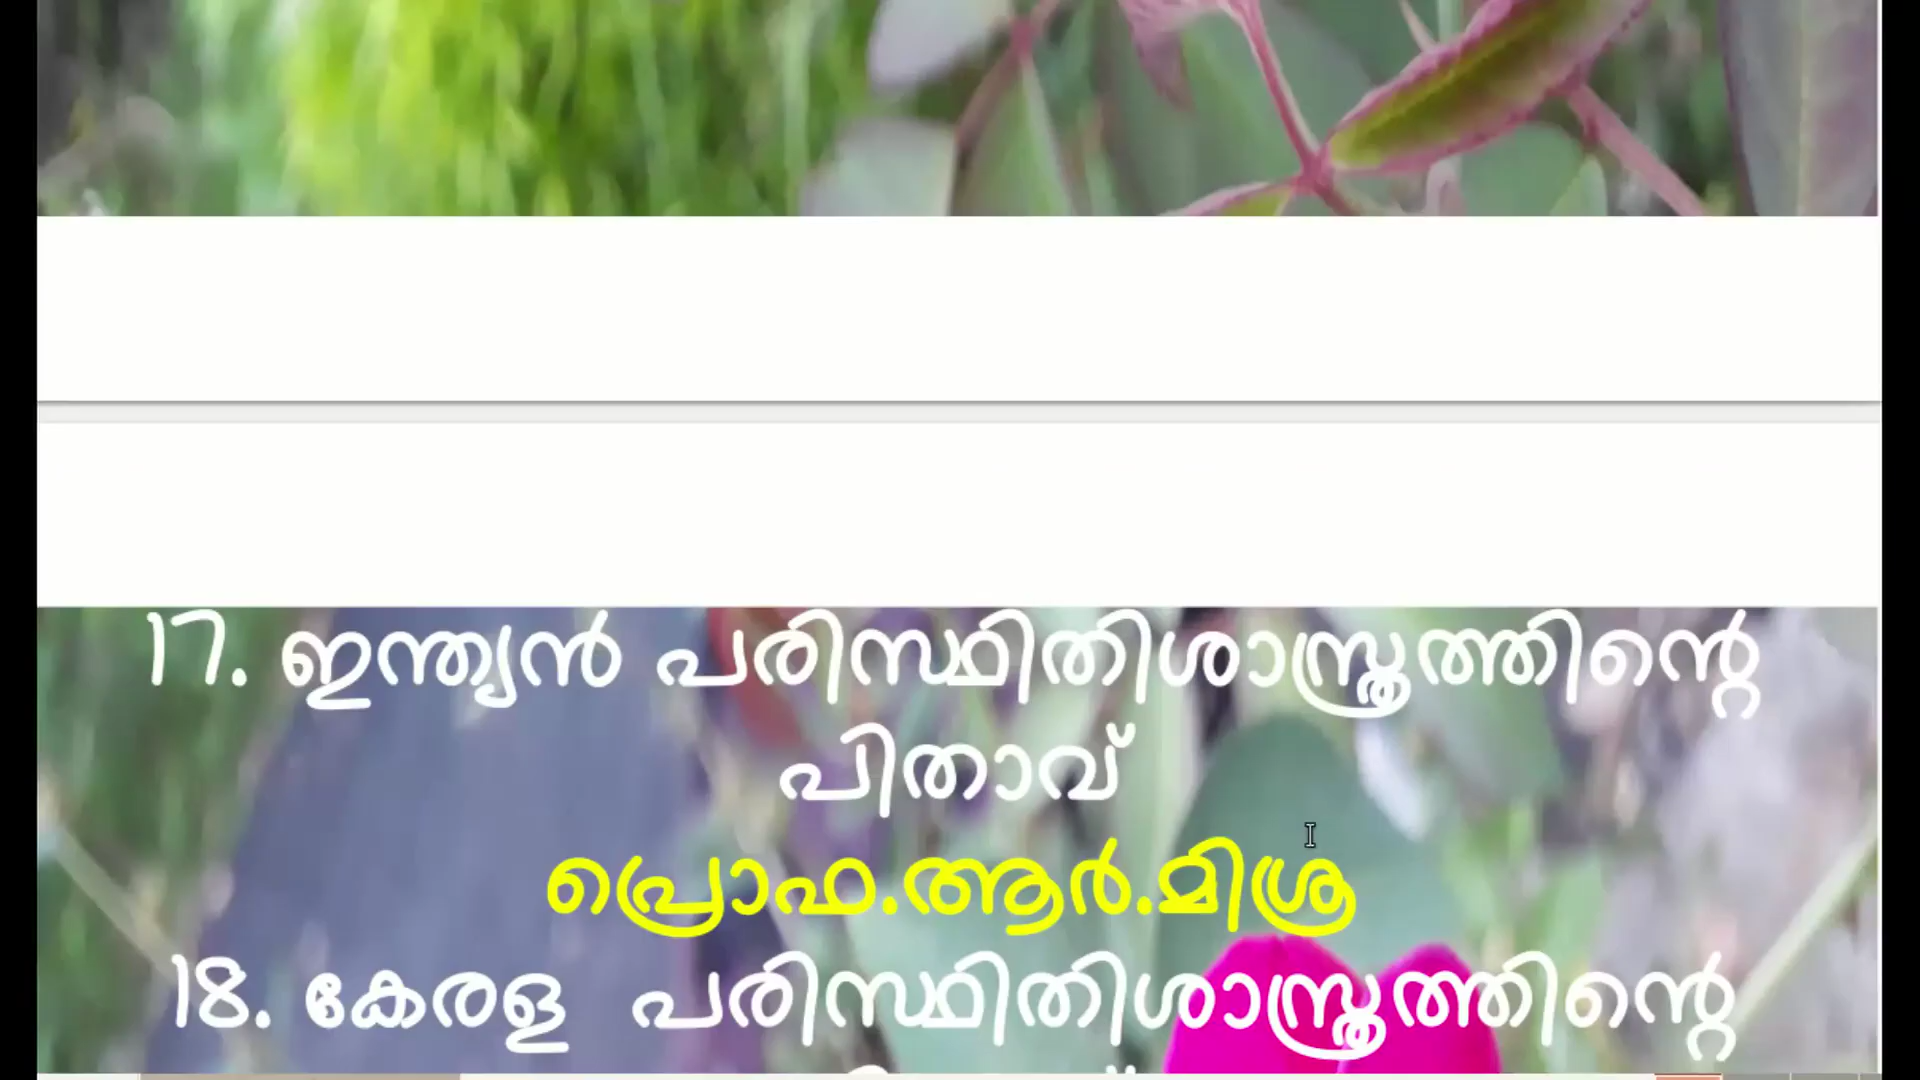 17. ഇന്ത്യൻ പരിസ്ഥിതിശാസ്ത്രത്തിന്റെ
പിതാവ്
പ്രൊഫ.ആർ.മിശ്ര
18. കേരള പരിസ്ഥിതിശാസ്ത്രത്തിന്റെ